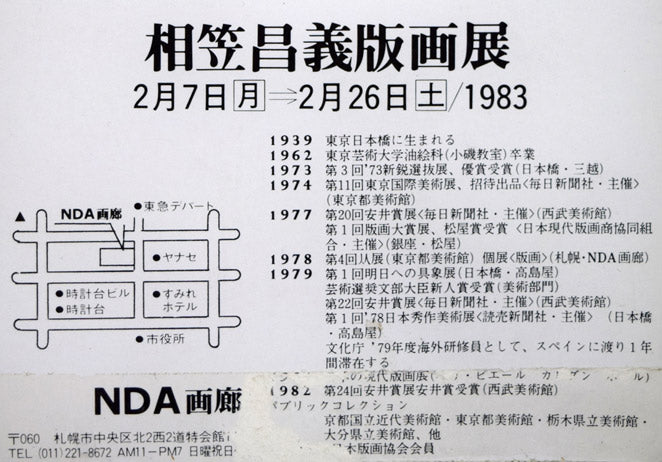 相笠昌義版画展
2月7日月⇒2月26日土/1983
1939 東京日本橋に生まれる
1962 東京芸術大学油絵科(小磯教室)卒業
1973 第3回'73新鋭選抜展、優賞受賞(日本橋・三越)
1974 第11回東京国際美術展、招待出品<毎日新聞社・主催>
(東京都美術館)
1977 第20回安井賞展<毎日新聞社・主催>(西武美術館)
第1回版画大賞展、松屋賞受賞 <日本現代版画商協同組
合・主催>(銀座・松屋)
1978 第4回JA展(東京都美術館) 個展<版画>(札幌・NDA画廊)
1979 第1回明日への具象展(日本橋・高島屋)
芸術選奨文部大臣新人賞受賞(美術部門)
第22回安井賞展<毎日新聞社・主催>(西武美術館)
第1回'78日本秀作美術展<読売新聞社・主催> (日本橋
・高島屋)
文化庁'79年度海外研修員として、スペインに渡り1年
間滞在する
の現代版画展
1982 第24回安井賞展安井賞受賞(西武美術館)
パブリックコレクション
京都国立近代美術館・東京都美術館・栃木県立美術館・
大分県立美術館、他
日本版画協会会員
NDA画廊
東急デパート
ヤナセ
時計台ビル
時計台
すみれ
ホテル
市役所
NDA画廊
〒060 札幌市中央区北2西2道特会館
TEL (011)221-8672 AM11-PM7 日曜祝日